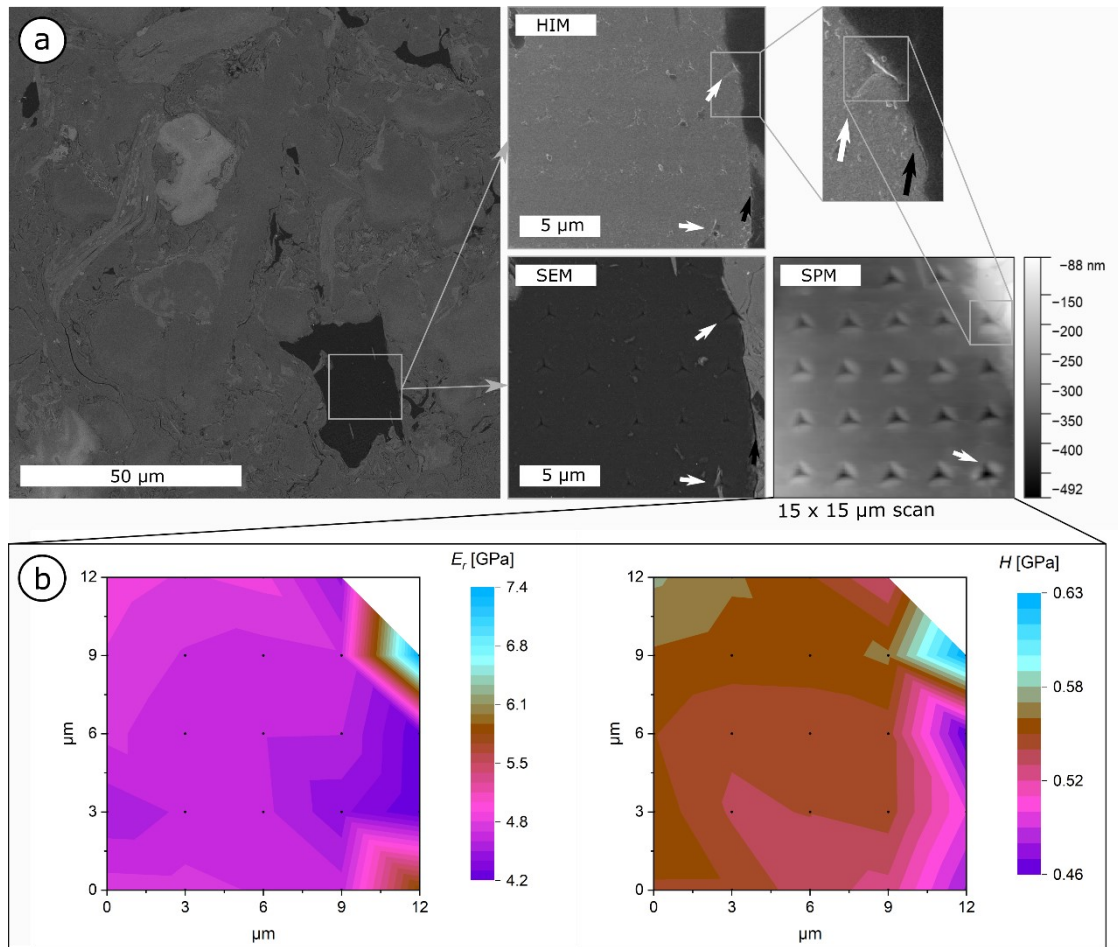 a
HIM
5 µm
SEM
5 µm
50 µm
SPM
−88 nm
−150
−200
−250
−300
−350
−400
−492
15 x 15 µm scan
b
Er [GPa]
7.4
6.8
6.1
5.5
4.8
4.2
12
9
6
3
0
µm
0
3
6
9
12
µm
H [GPa]
0.63
0.58
0.52
0.46
12
9
6
3
0
µm
0
3
6
9
12
µm